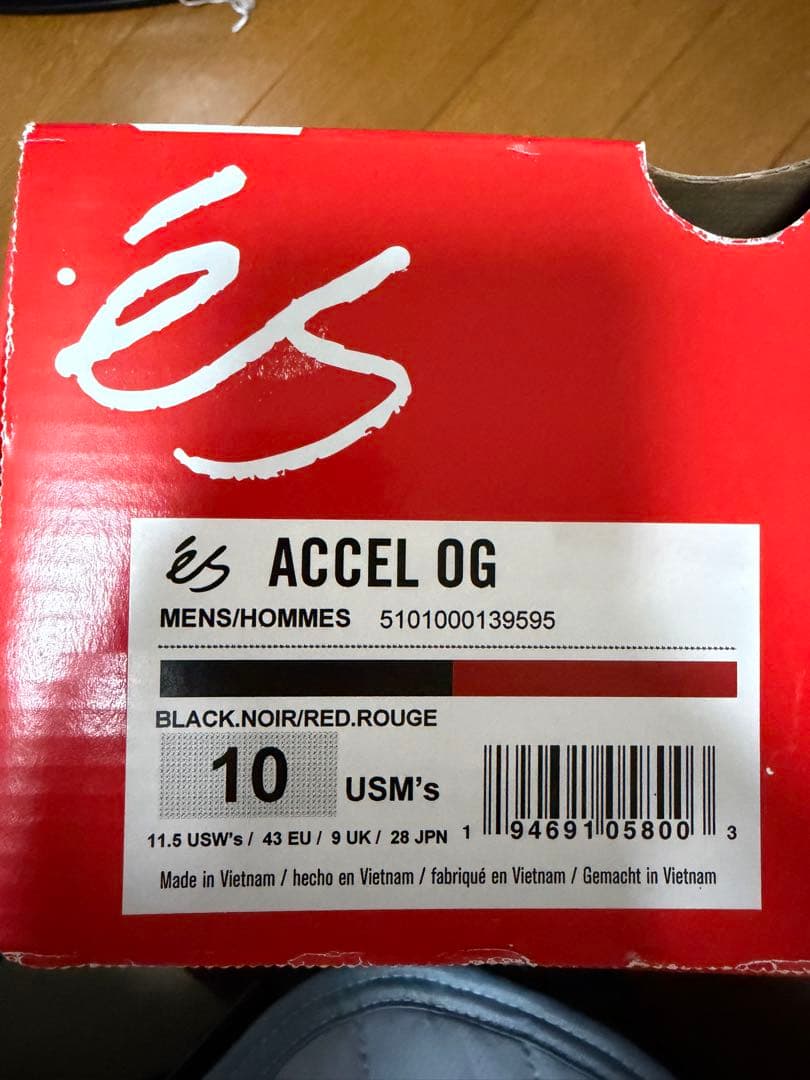 és
és ACCEL OG
MENS/HOMMES 5101000139595
BLACK.NOIR/RED.ROUGE
10 USM's
11.5 USW's / 43 EU / 9 UK / 28 JPN
1 94691 05800 3
Made in Vietnam / hecho en Vietnam / fabriqué en Vietnam / Gemacht in Vietnam